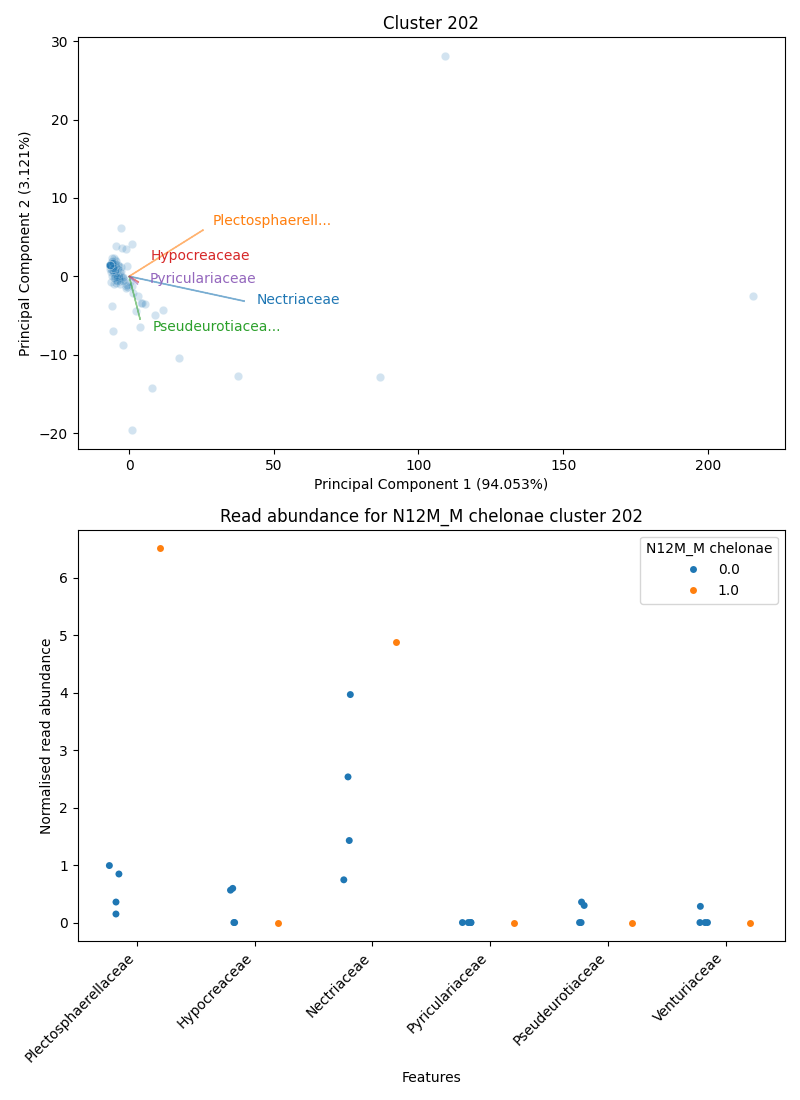 Cluster 202
30
20
10
0
−10
−20
Principal Component 2 (3.121%)
Plectosphaerell...
Hypocreaceae
Pyriculariaceae
Nectriaceae
Pseudeurotiacea...
0
50
100
150
200
Principal Component 1 (94.053%)
Read abundance for N12M_M chelonae cluster 202
N12M_M chelonae
0.0
1.0
6
5
4
3
2
1
0
Normalised read abundance
Plectosphaerellaceae
Hypocreaceae
Nectriaceae
Pyriculariaceae
Pseudeurotiaceae
Venturiaceae
Features